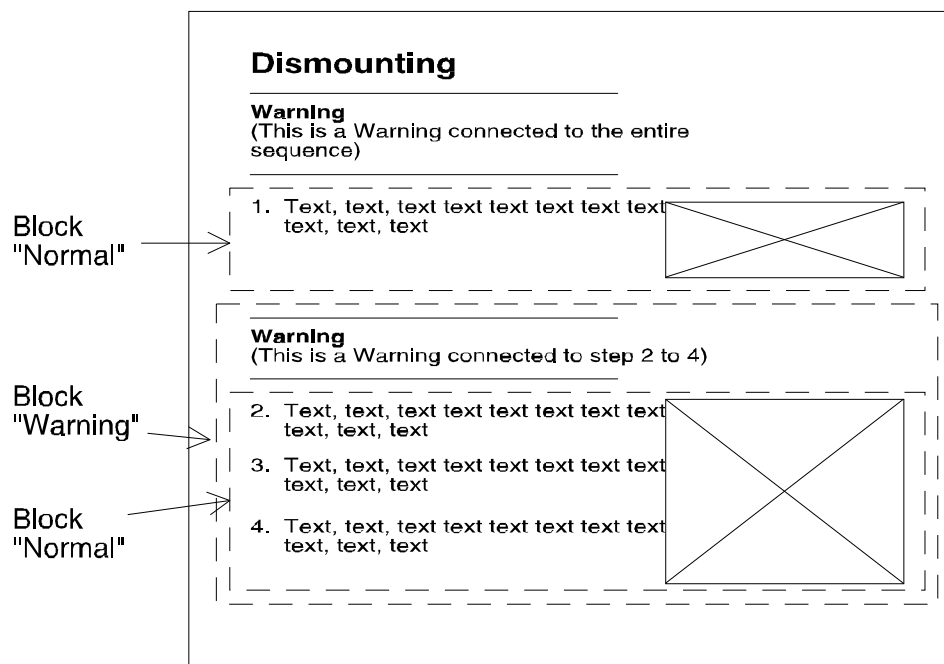 Dismounting
Warning
(This is a Warning connected to the entire
sequence)
Block
"Normal"
1. Text, text, text text text text text text
text, text, text
Warning
(This is a Warning connected to step 2 to 4)
Block
"Warning"
2. Text, text, text text text text text text
text, text, text
3. Text, text, text text text text text text
text, text, text
Block
"Normal"
4. Text, text, text text text text text text
text, text, text